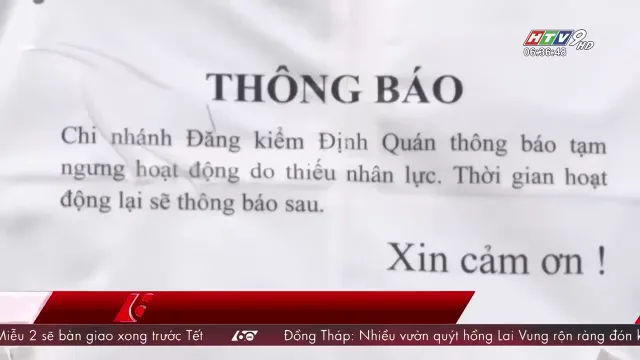 HTV9 HD
06:36:48
THÔNG BÁO
Chi nhánh Đăng kiểm Định Quán thông báo tạm
ngưng hoạt động do thiếu nhân lực. Thời gian hoạt
động lại sẽ thông báo sau.
Xin cảm ơn !
Miễu 2 sẽ bàn giao xong trước Tết
Đồng Tháp: Nhiều vườn quýt hồng Lai Vung rộn ràng đón